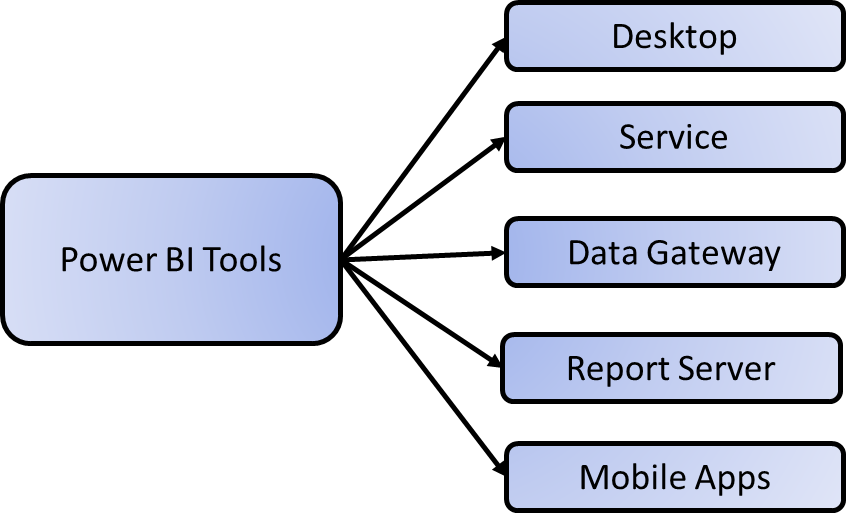 Desktop
Service
Power BI Tools
Data Gateway
Report Server
Mobile Apps